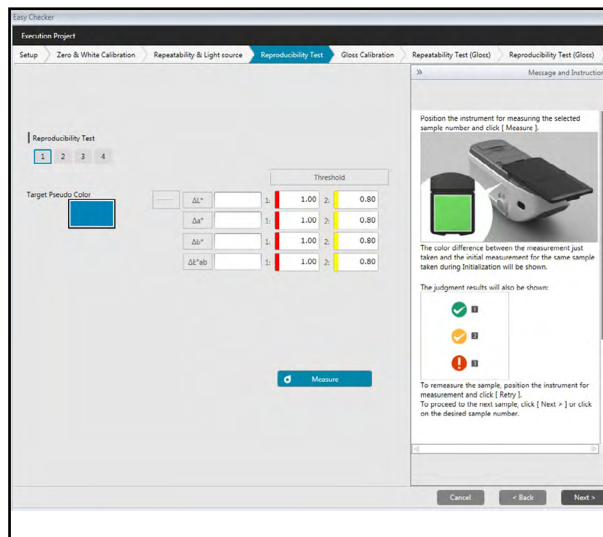 Easy Checker
Execution Project
Setup Zero & White Calibration Repeatability & Light source Reproducibility Test Gloss Calibration Repeatability Test (Gloss) Reproducibility Test (Gloss)
» Message and Instruction
Reproducibility Test
1 2 3 4
Target Pseudo Color
Threshold
ΔL* 1: 1.00 2: 0.80
Δa* 1: 1.00 2: 0.80
Δb* 1: 1.00 2: 0.80
ΔE*ab 1: 1.00 2: 0.80
Measure
Position the instrument for measuring the selected
sample number and click [ Measure ].
The color difference between the measurement just
taken and the initial measurement for the same sample
taken during Initialization will be shown.
The judgment results will also be shown:
1
2
3
To remeasure the sample, position the instrument for
measurement and click [ Retry ].
To proceed to the next sample, click [ Next > ] or click
on the desired sample number.
Cancel < Back Next >